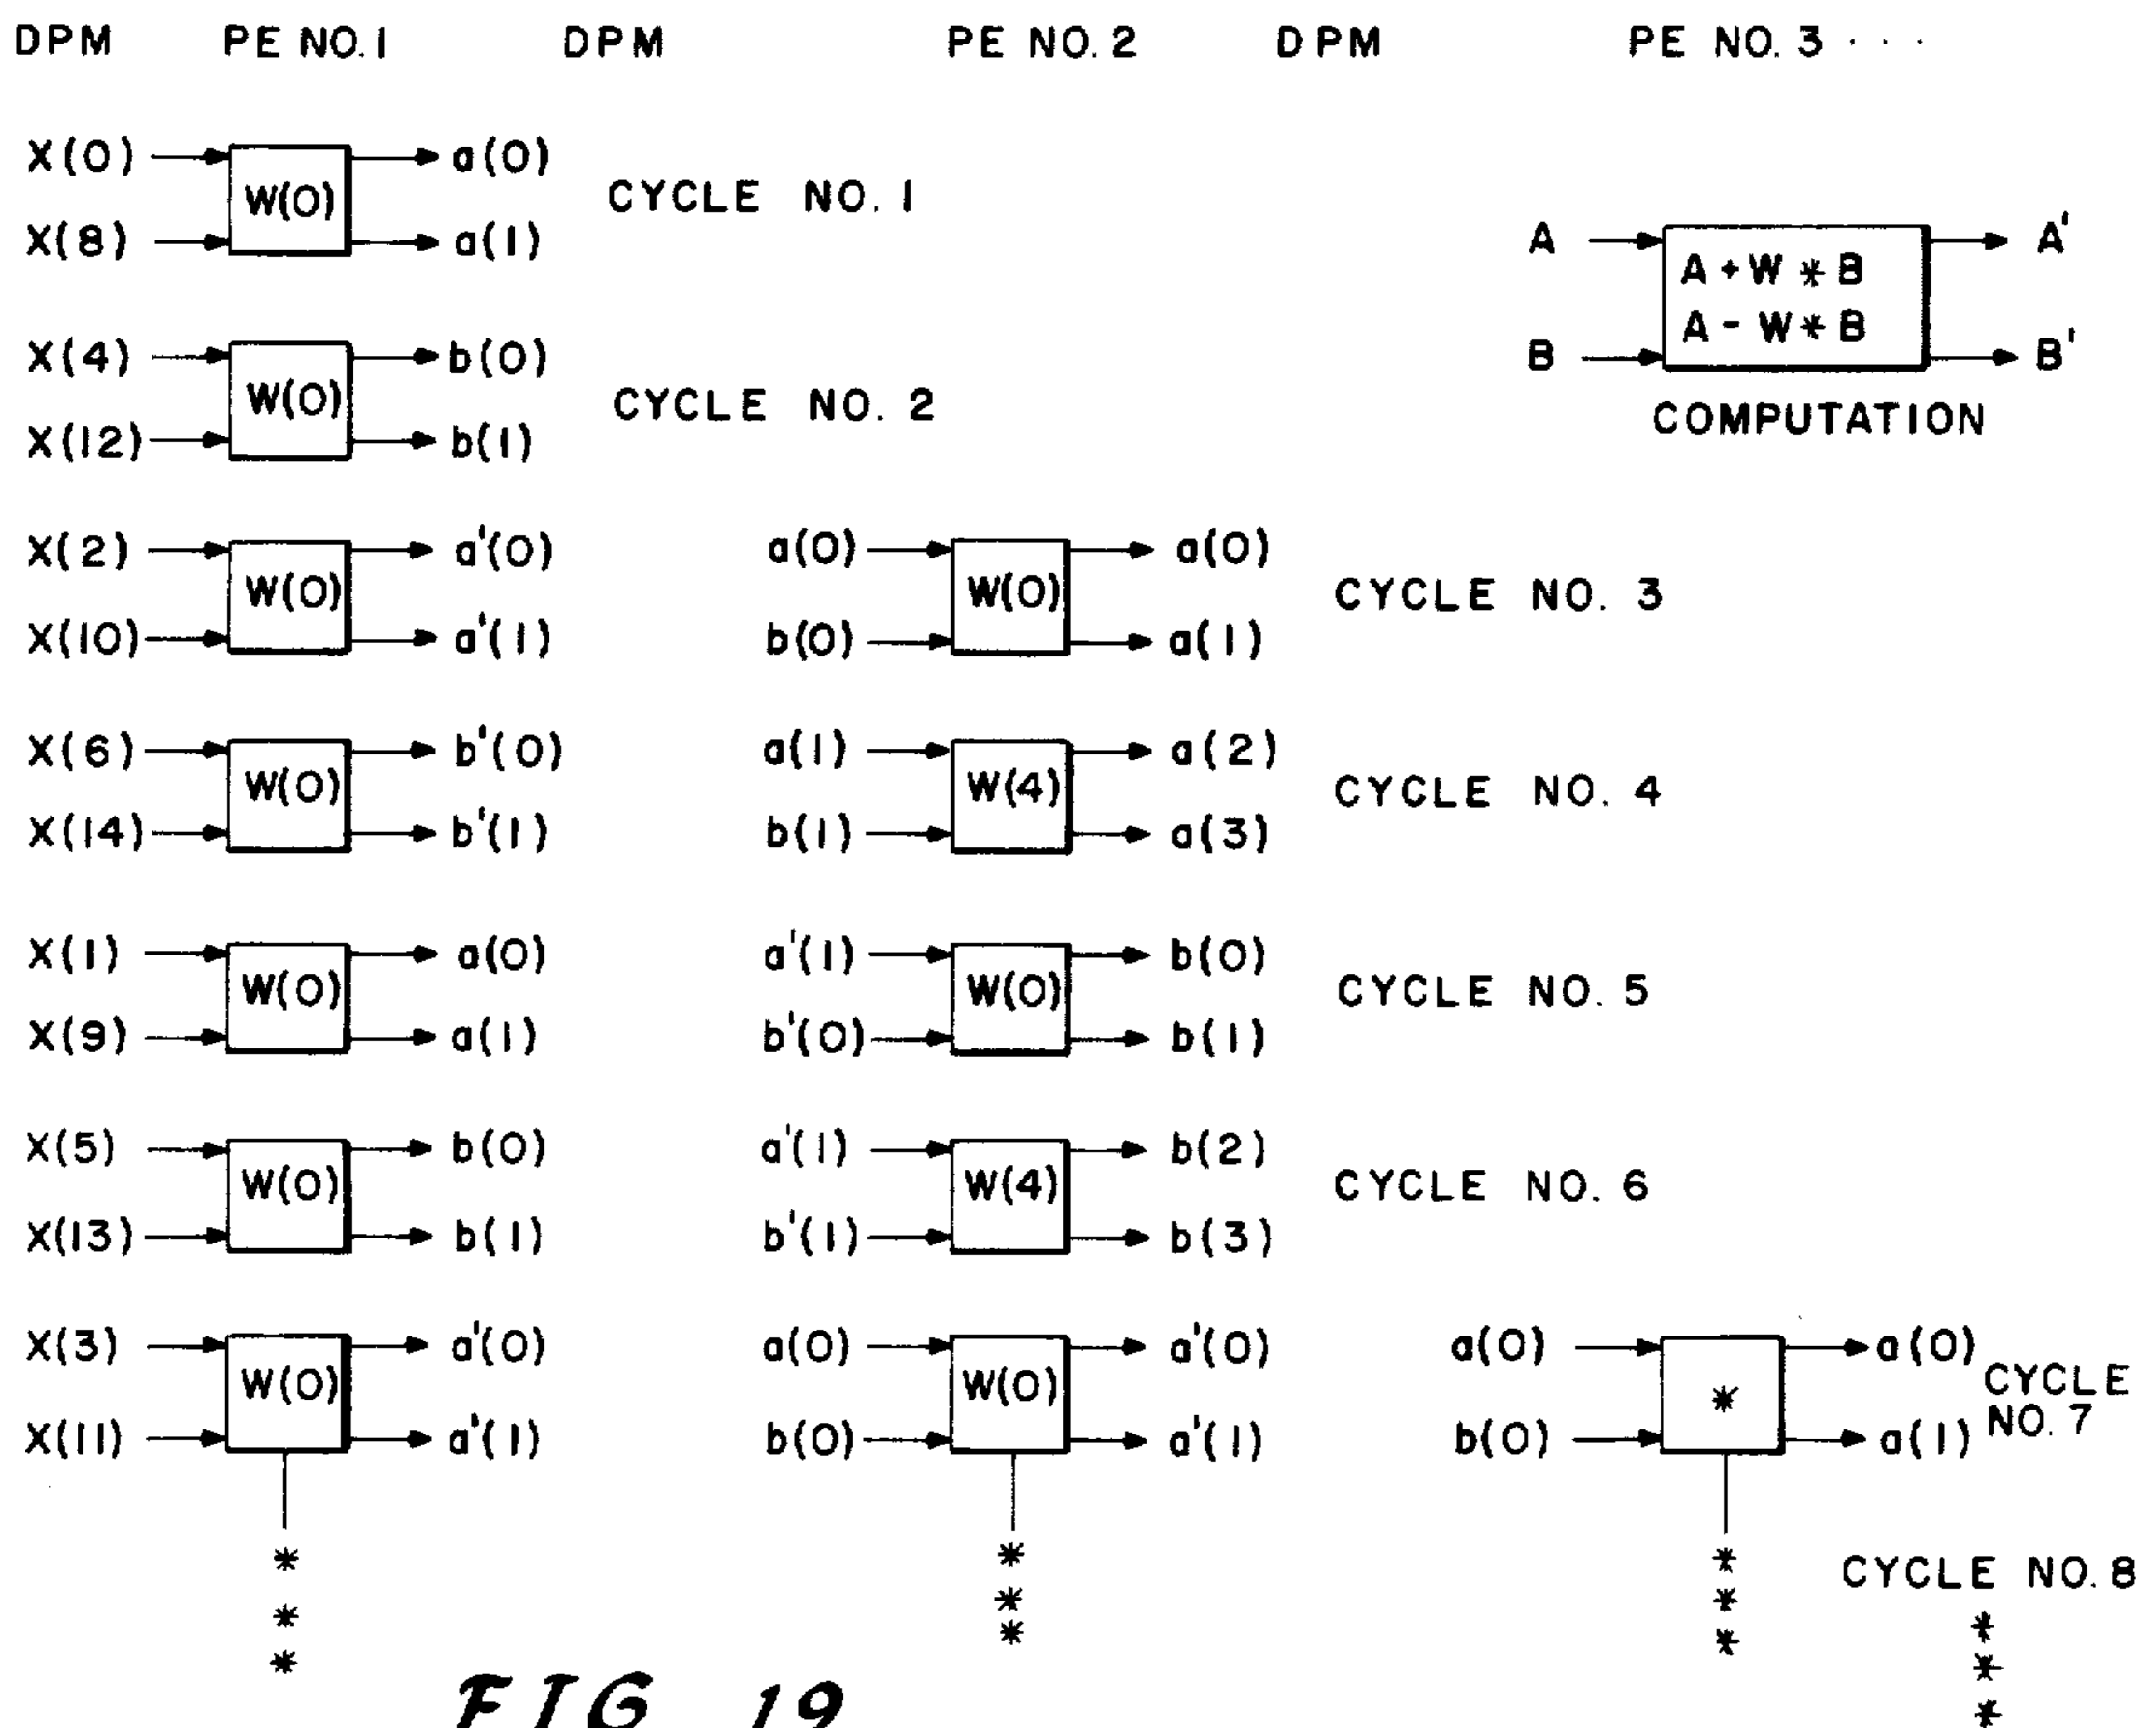 DPM PE NO. 1 DPM PE NO. 2 DPM PE NO. 3 . . .
X(0) a(0)
W(0) CYCLE NO. 1
X(8) a(1)
A A'
A + W * B
A - W * B
B B'
COMPUTATION
X(4) b(0)
W(0) CYCLE NO. 2
X(12) b(1)
X(2) a'(0) a(0) a(0)
W(0) W(0) CYCLE NO. 3
X(10) a'(1) b(0) a(1)
X(6) b'(0) a(1) a(2)
W(0) W(4) CYCLE NO. 4
X(14) b'(1) b(1) a(3)
X(1) a(0) a'(1) b(0)
W(0) W(0) CYCLE NO. 5
X(9) a(1) b'(0) b(1)
X(5) b(0) a'(1) b(2)
W(0) W(4) CYCLE NO. 6
X(13) b(1) b'(1) b(3)
X(3) a'(0) a(0) a'(0) a(0) a(0)
W(0) W(0) * CYCLE
NO. 7
X(11) a'(1) b(0) a'(1) b(0) a(1)
* * *
CYCLE NO. 8
* * * *
* * * *
*
FIG 19